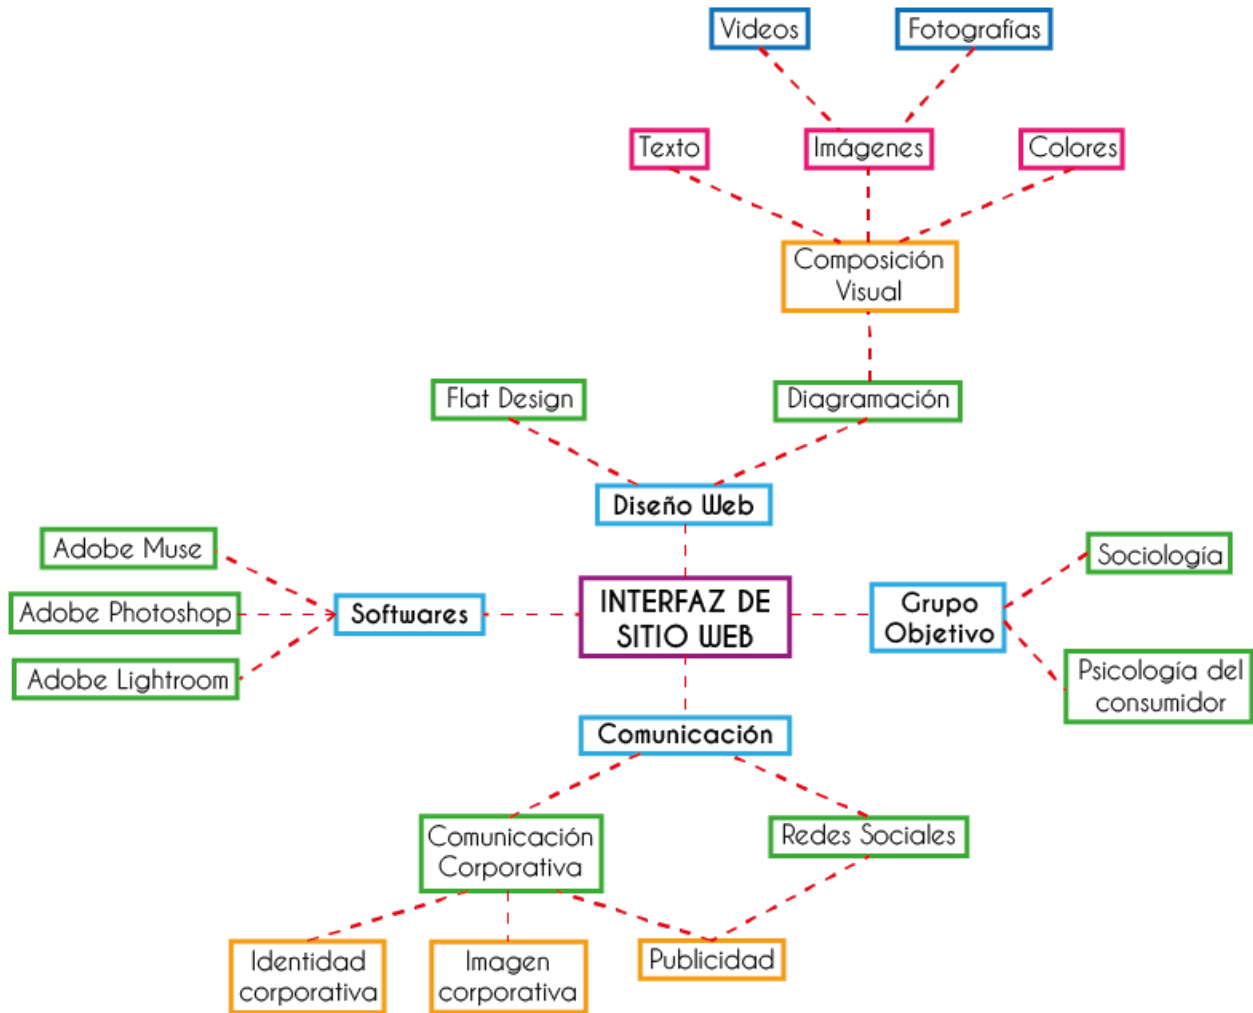 Videos
Fotografías
Texto
Imágenes
Colores
Composición
Visual
Flat Design
Diagramación
Diseño Web
Adobe Muse
Sociología
Adobe Photoshop
Softwares
INTERFAZ DE
SITIO WEB
Grupo
Objetivo
Adobe Lightroom
Psicología del
consumidor
Comunicación
Comunicación
Corporativa
Redes Sociales
Identidad
corporativa
Imagen
corporativa
Publicidad